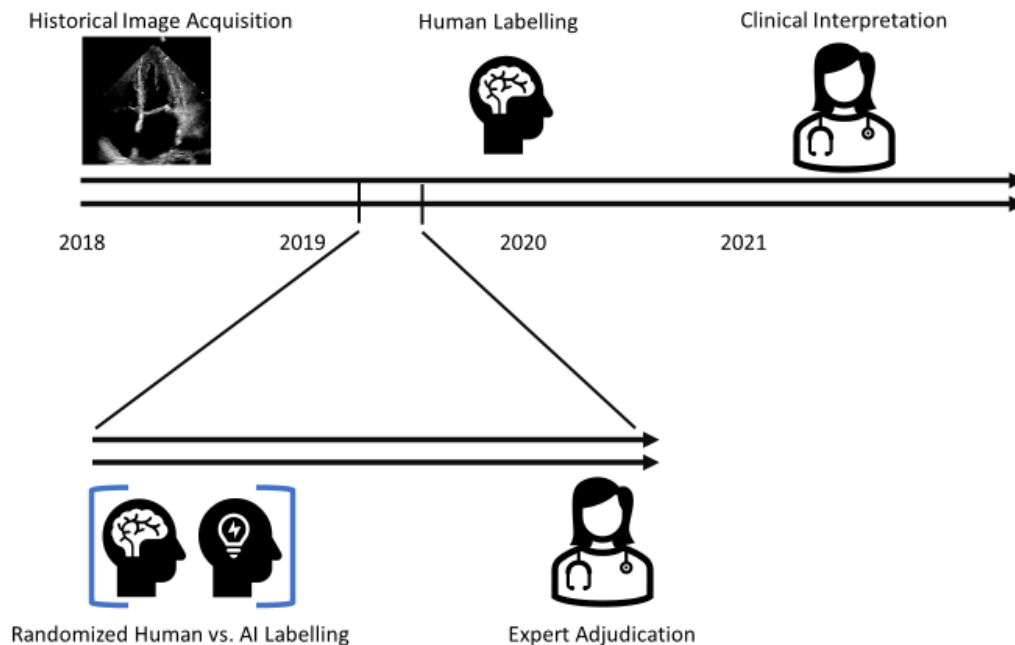 Historical Image Acquisition
Human Labelling
Clinical Interpretation
2018
2019
2020
2021
Randomized Human vs. AI Labelling
Expert Adjudication